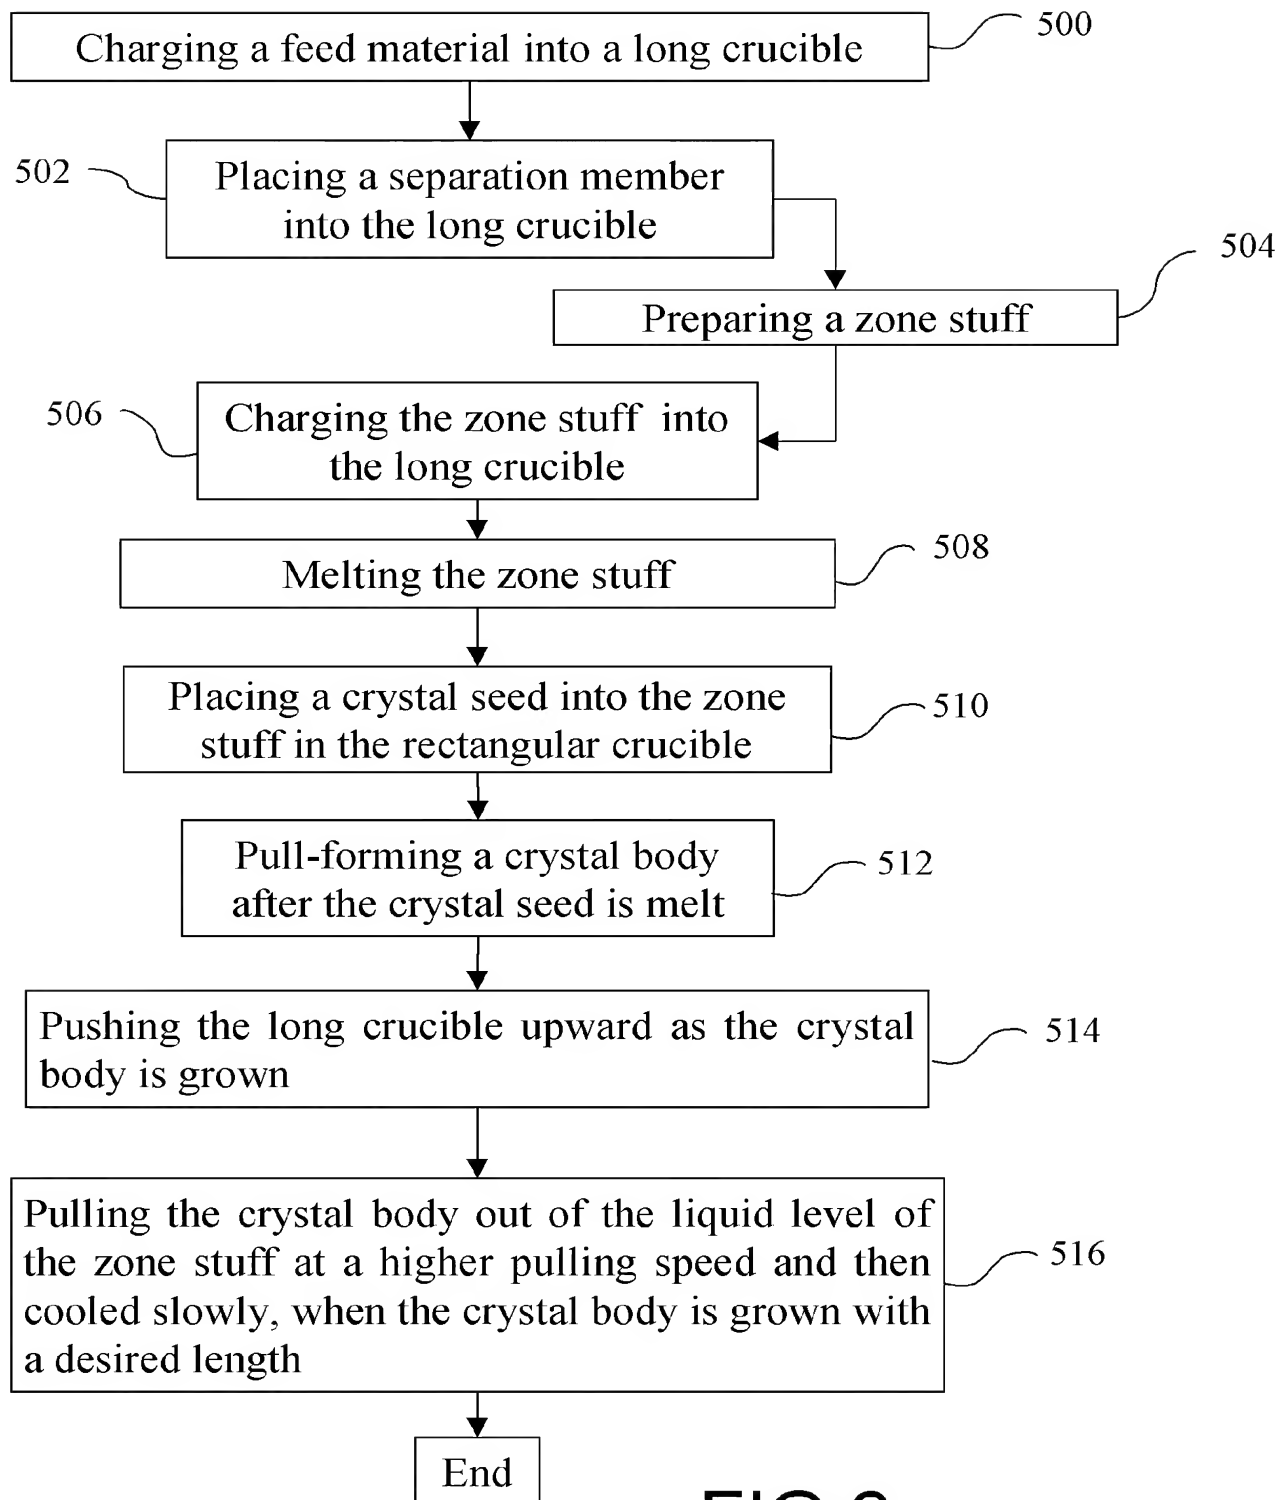 Charging a feed material into a long crucible
500
502
Placing a separation member
into the long crucible
504
Preparing a zone stuff
506
Charging the zone stuff into
the long crucible
Melting the zone stuff
508
Placing a crystal seed into the zone
stuff in the rectangular crucible
510
Pull-forming a crystal body
after the crystal seed is melt
512
Pushing the long crucible upward as the crystal
body is grown
514
Pulling the crystal body out of the liquid level of
the zone stuff at a higher pulling speed and then
cooled slowly, when the crystal body is grown with
a desired length
516
End